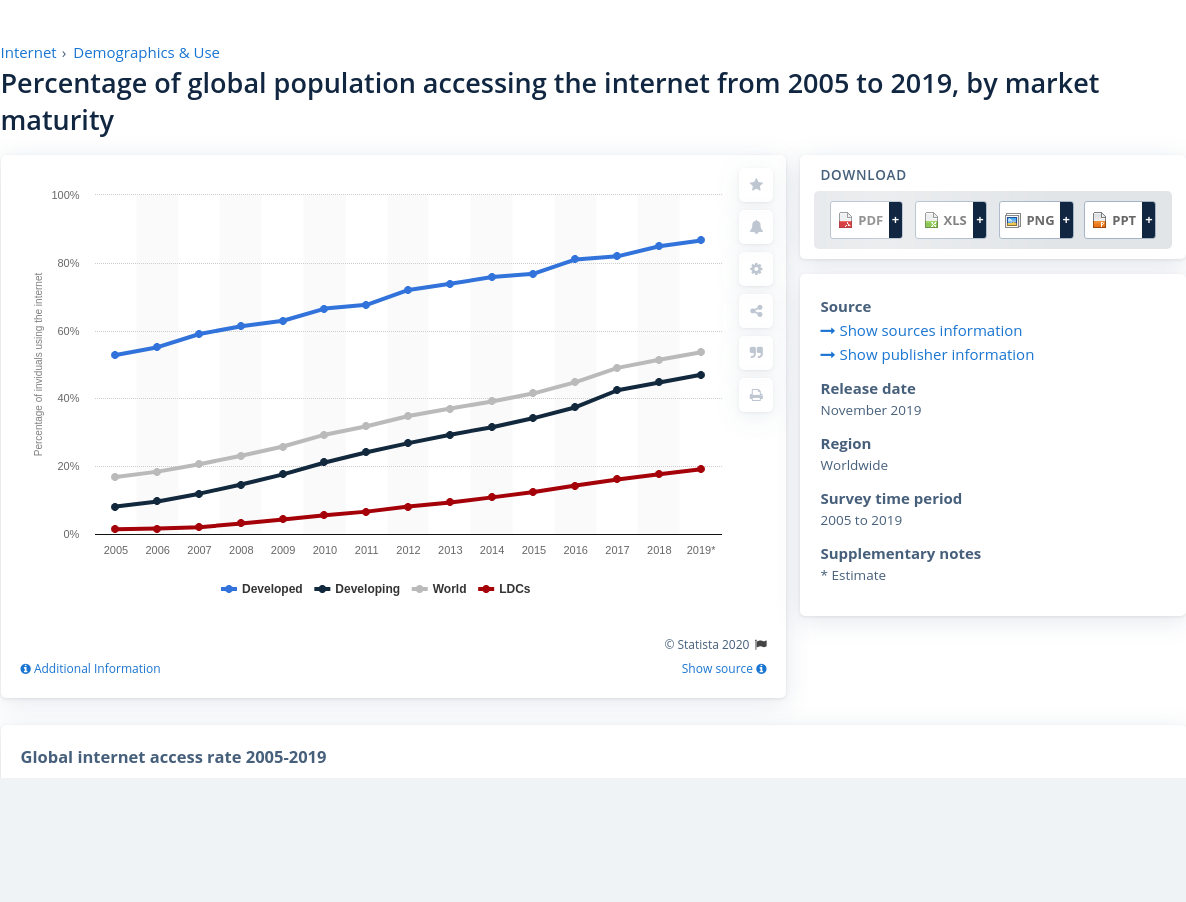 Internet › Demographics & Use
Percentage of global population accessing the internet from 2005 to 2019, by market
maturity
100%
80%
60%
40%
20%
0%
Percentage of inviduals using the internet
2005 2006 2007 2008 2009 2010 2011 2012 2013 2014 2015 2016 2017 2018 2019*
Developed Developing World LDCs
© Statista 2020
Additional Information
Show source
DOWNLOAD
PDF + XLS + PNG + PPT +
Source
Show sources information
Show publisher information
Release date
November 2019
Region
Worldwide
Survey time period
2005 to 2019
Supplementary notes
* Estimate
Global internet access rate 2005-2019